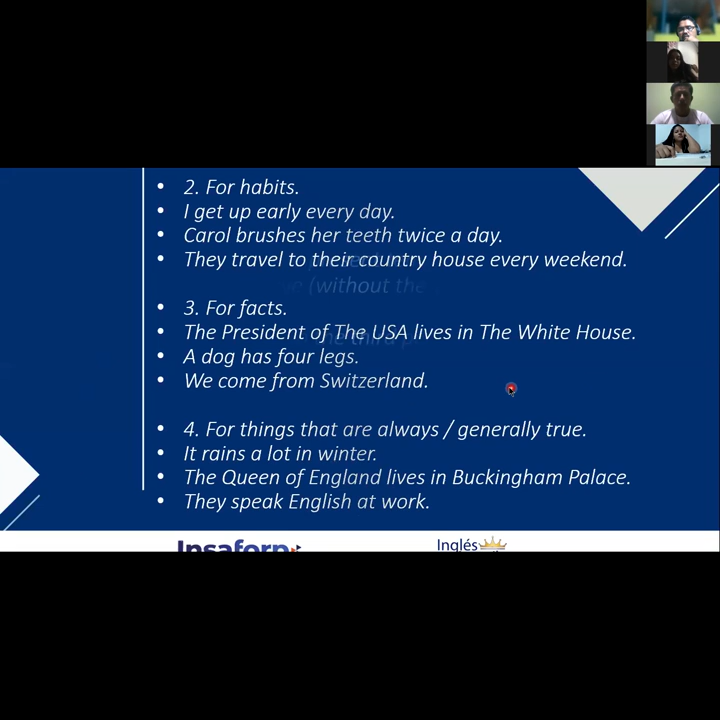 2. For habits.
I get up early every day.
Carol brushes her teeth twice a day.
They travel to their country house every weekend.
(without the
3. For facts.
The President of The USA lives in The White House.
A dog has four legs.
We come from Switzerland.
4. For things that are always / generally true.
It rains a lot in winter.
The Queen of England lives in Buckingham Palace.
They speak English at work.
Insaforp
Inglés